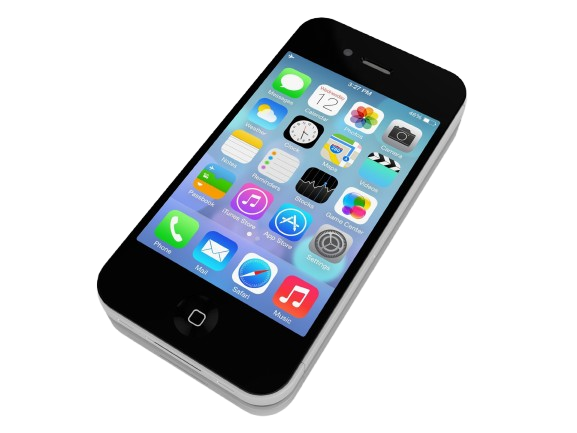 3:27 PM
86%
Messages
Wednesday
12
Calendar
Photos
Camera
Weather
Clock
Maps
Videos
Notes
Reminders
Stocks
Game Center
Passbook
iTunes Store
App Store
Settings
Phone
Mail
Safari
Music